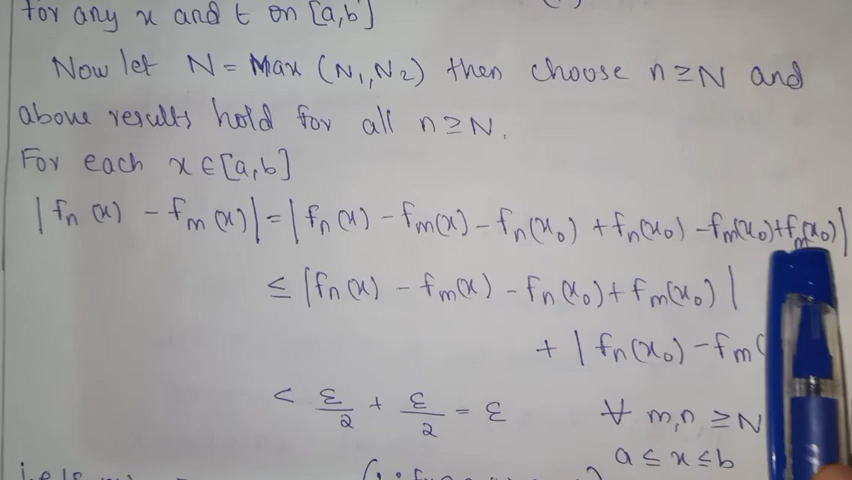 for any x and t on [a,b]
Now let N = Max (N₁,N₂) then choose n≥N and
above results hold for all n≥N.
For each x∈[a,b]
|fₙ(x) - fₘ(x)| = |fₙ(x) - fₘ(x) - fₙ(x₀) + fₙ(x₀) - fₘ(x₀) + fₘ(x₀)|
≤ |fₙ(x) - fₘ(x) - fₙ(x₀) + fₘ(x₀)|
+ |fₙ(x₀) - fₘ(
< ε/2 + ε/2 = ε ∀ m,n ≥N
a ≤ x ≤ b